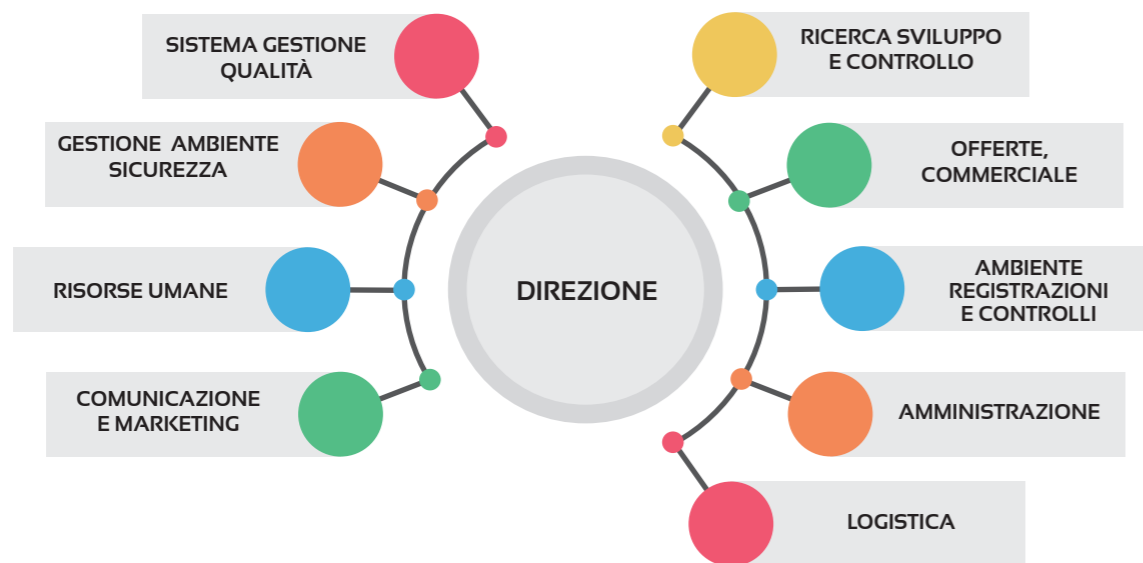 SISTEMA GESTIONE
QUALITÀ
GESTIONE AMBIENTE
SICUREZZA
RISORSE UMANE
COMUNICAZIONE
E MARKETING
DIREZIONE
RICERCA SVILUPPO
E CONTROLLO
OFFERTE,
COMMERCIALE
AMBIENTE
REGISTRAZIONI
E CONTROLLI
AMMINISTRAZIONE
LOGISTICA